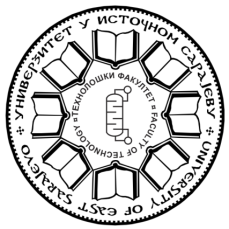 УНИВЕРЗИТЕТ У ИСТОЧНОМ САРАЈЕВУ
UNIVERSITY OF EAST SARAJEVO
ТЕХНОЛОШКИ ФАКУЛТЕТ
FACULTY OF TECHNOLOGY